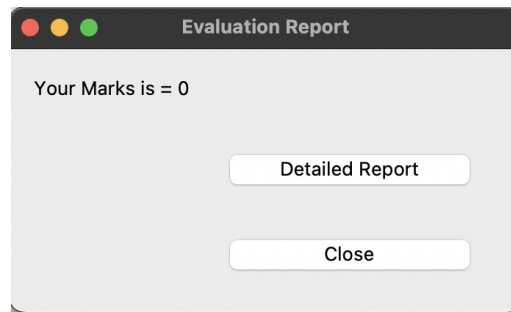 Evaluation Report
Your Marks is = 0
Detailed Report
Close